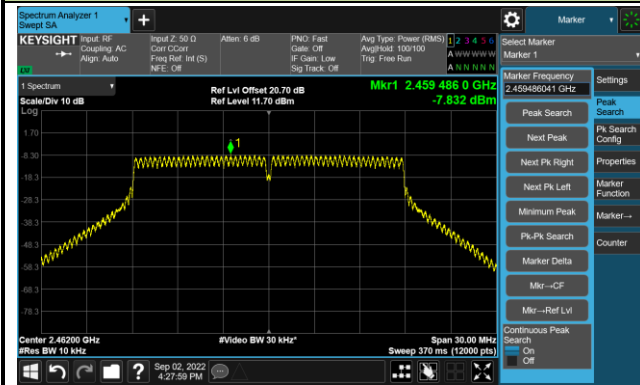 Spectrum Analyzer 1
Swept SA
+
KEYSIGHT
Input: RF
Coupling: AC
Align: Auto
Input Z: 50 Ω
Corr CCorr
Freq Ref: Int (S)
NFE: Off
Atten: 6 dB
PNO: Fast
Gate: Off
IF Gain: Low
Sig Track: Off
Avg Type: Power (RMS)
Avg|Hold: 100/100
Trig: Free Run
1 2 3 4 5 6
A W W W W W
A N N N N N
LXI
1 Spectrum
Scale/Div 10 dB
Log
Ref Lvl Offset 20.70 dB
Ref Level 11.70 dBm
Mkr1 2.459 486 0 GHz
-7.832 dBm
1
1.70
-8.30
-18.3
-28.3
-38.3
-48.3
-58.3
-68.3
-78.3
Center 2.46200 GHz
#Res BW 10 kHz
#Video BW 30 kHz*
Span 30.00 MHz
Sweep 370 ms (12000 pts)
Sep 02, 2022
4:27:59 PM
?
Marker
Select Marker
Marker 1
Marker Frequency
2.459486041 GHz
Peak Search
Next Peak
Next Pk Right
Next Pk Left
Minimum Peak
Pk-Pk Search
Marker Delta
Mkr→CF
Mkr→Ref Lvl
Continuous Peak
Search
On
Off
Settings
Peak
Search
Pk Search
Config
Properties
Marker
Function
Marker→
Counter